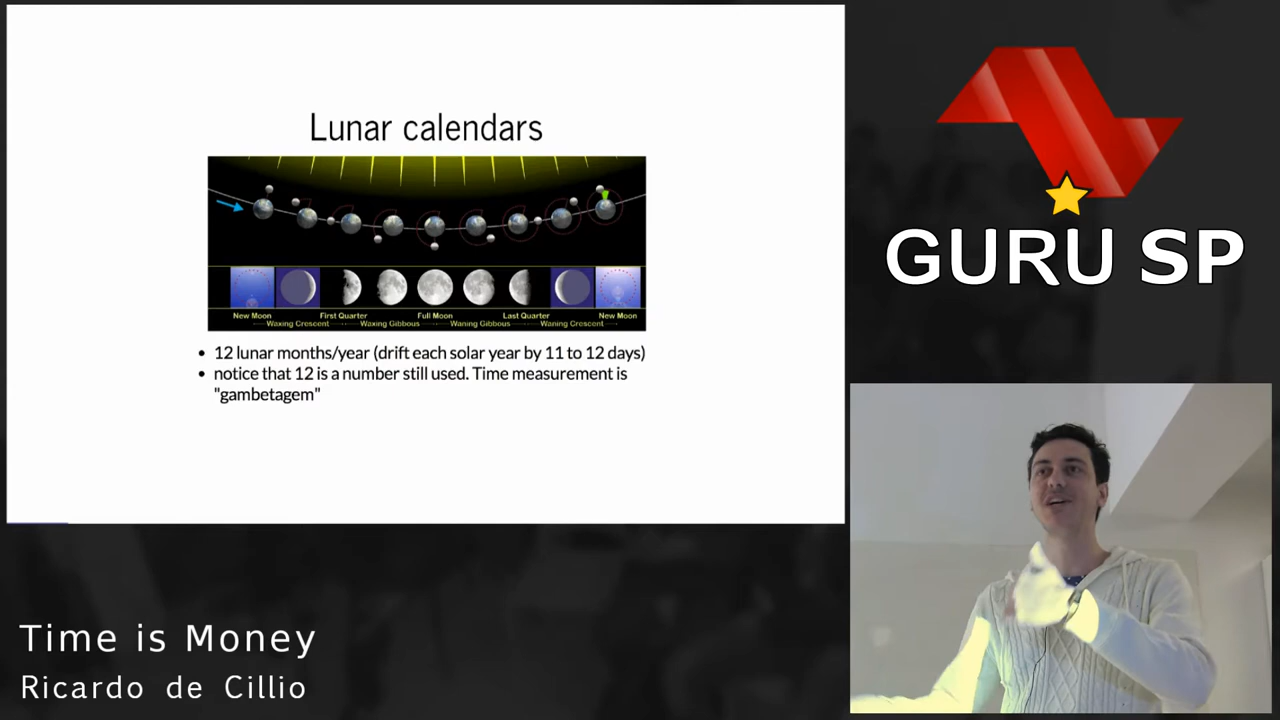 Lunar calendars
New Moon
First Quarter
Full Moon
Last Quarter
New Moon
Waxing Crescent
Waxing Gibbous
Waning Gibbous
Waning Crescent
• 12 lunar months/year (drift each solar year by 11 to 12 days)
• notice that 12 is a number still used. Time measurement is
"gambetagem"
GURU SP
Time is Money
Ricardo de Cillio